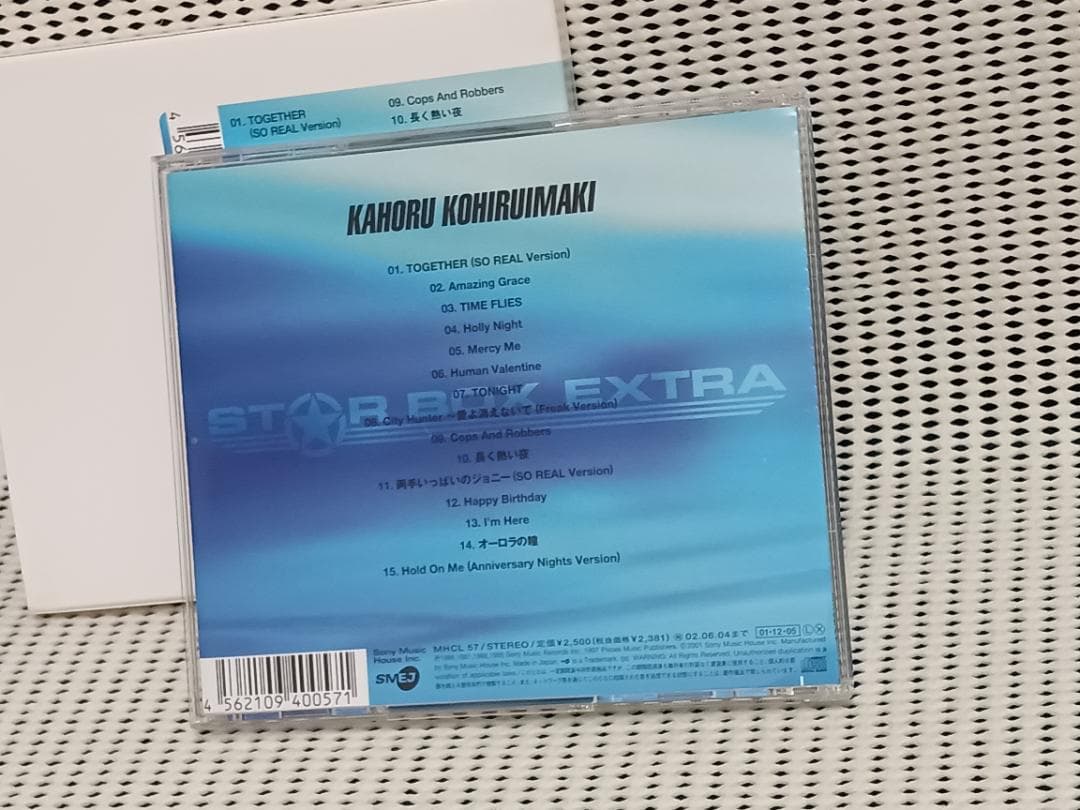 01. TOGETHER
(SO REAL Version)
09. Cops And Robbers
10. 長く熱い夜
4 56
KAHORU KOHIRUIMAKI
01. TOGETHER (SO REAL Version)
02. Amazing Grace
03. TIME FLIES
04. Holly Night
05. Mercy Me
06. Human Valentine
07. TONIGHT
STAR BOX EXTRA
08. City Hunter ～愛よ消えないで (Freak Version)
09. Cops And Robbers
10. 長く熱い夜
11. 両手いっぱいのジョニー (SO REAL Version)
12. Happy Birthday
13. I'm Here
14. オーロラの瞳
15. Hold On Me (Anniversary Nights Version)
Sony Music
House Inc.
SMEJ
MHCL 57/STEREO/定価¥2,500(税抜価格¥2,381) 02.06.04まで 01・12・05
4 562109 400571